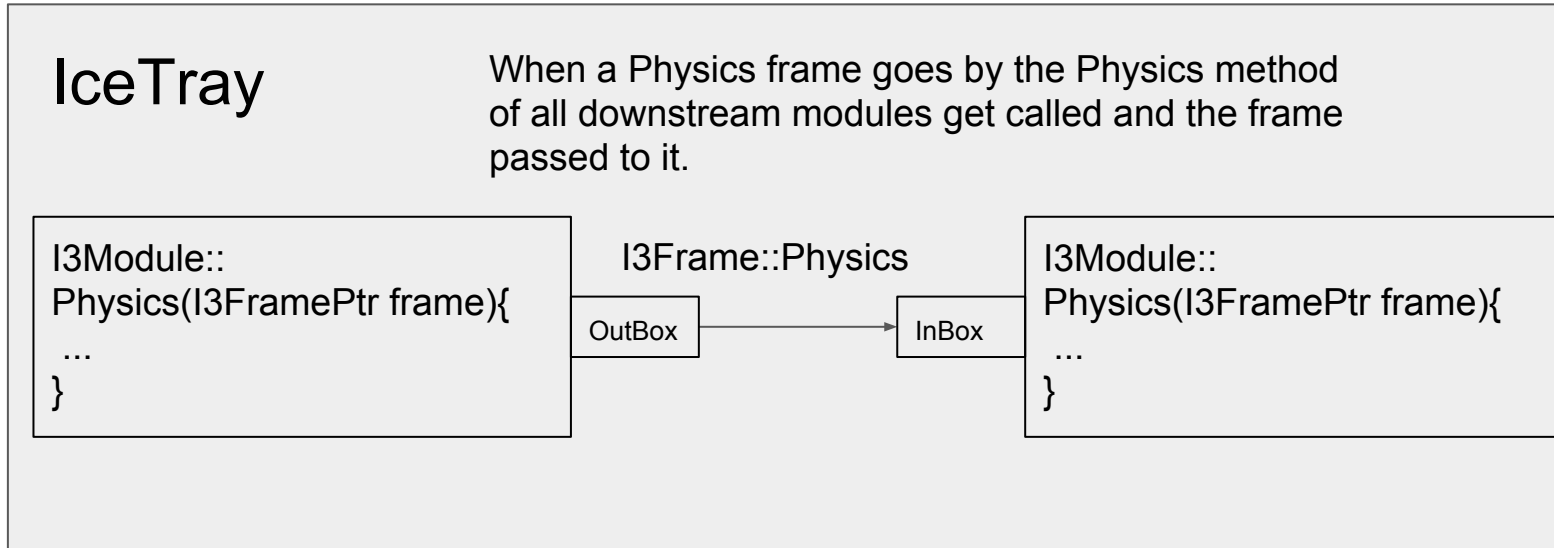 IceTray
When a Physics frame goes by the Physics method
of all downstream modules get called and the frame
passed to it.
I3Module::
Physics(I3FramePtr frame){
...
}
OutBox
I3Frame::Physics
InBox
I3Module::
Physics(I3FramePtr frame){
...
}